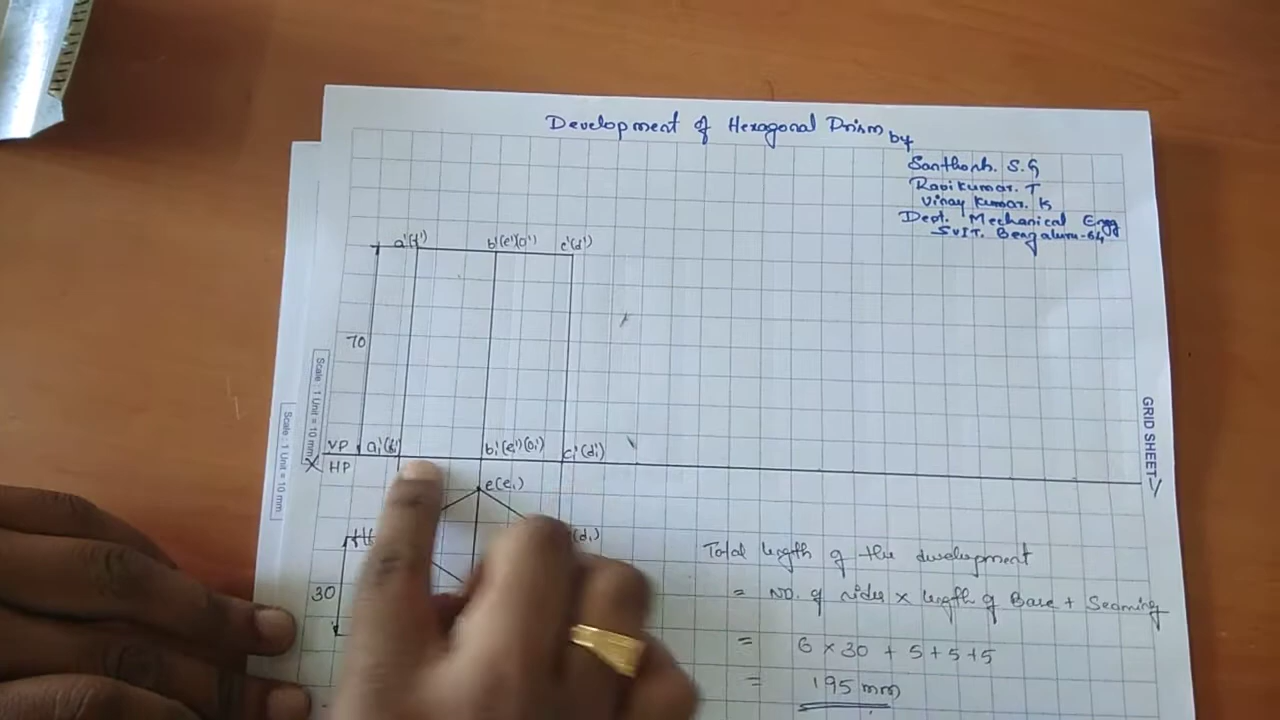 Development of Hexagonal Prism by
Santhosh. S.G
Ravikumar. T
Vinay Kumar. K
Dept. Mechanical Engg
SVIT. Bengaluru-64
a'(f') b'(e')(o') c'(d')
70
VP a₁'(f₁') b₁'(e₁')(o₁') c₁'(d₁')
X HP Y
e(e₁)
(d₁)
30
Total length of the development
= NO. of sides × length of Base + Seaming
= 6 × 30 + 5 + 5 + 5
= 195 mm
Scale : 1 Unit = 10 mm
Scale : 1 Unit = 10 mm
GRID SHEET